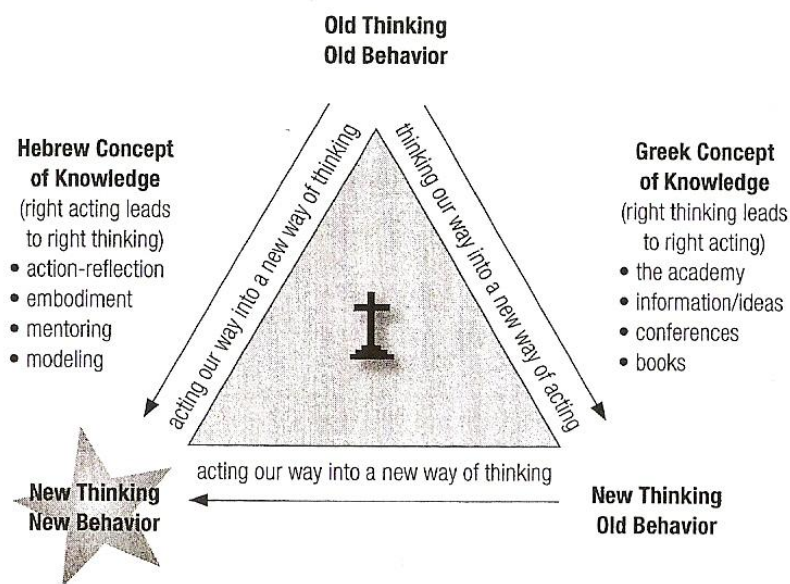 Old Thinking
Old Behavior
Hebrew Concept
of Knowledge
(right acting leads
to right thinking)
• action-reflection
• embodiment
• mentoring
• modeling
acting our way into a new way of thinking
thinking our way into a new way of acting
Greek Concept
of Knowledge
(right thinking leads
to right acting)
• the academy
• information/ideas
• conferences
• books
acting our way into a new way of thinking
New Thinking
New Behavior
New Thinking
Old Behavior